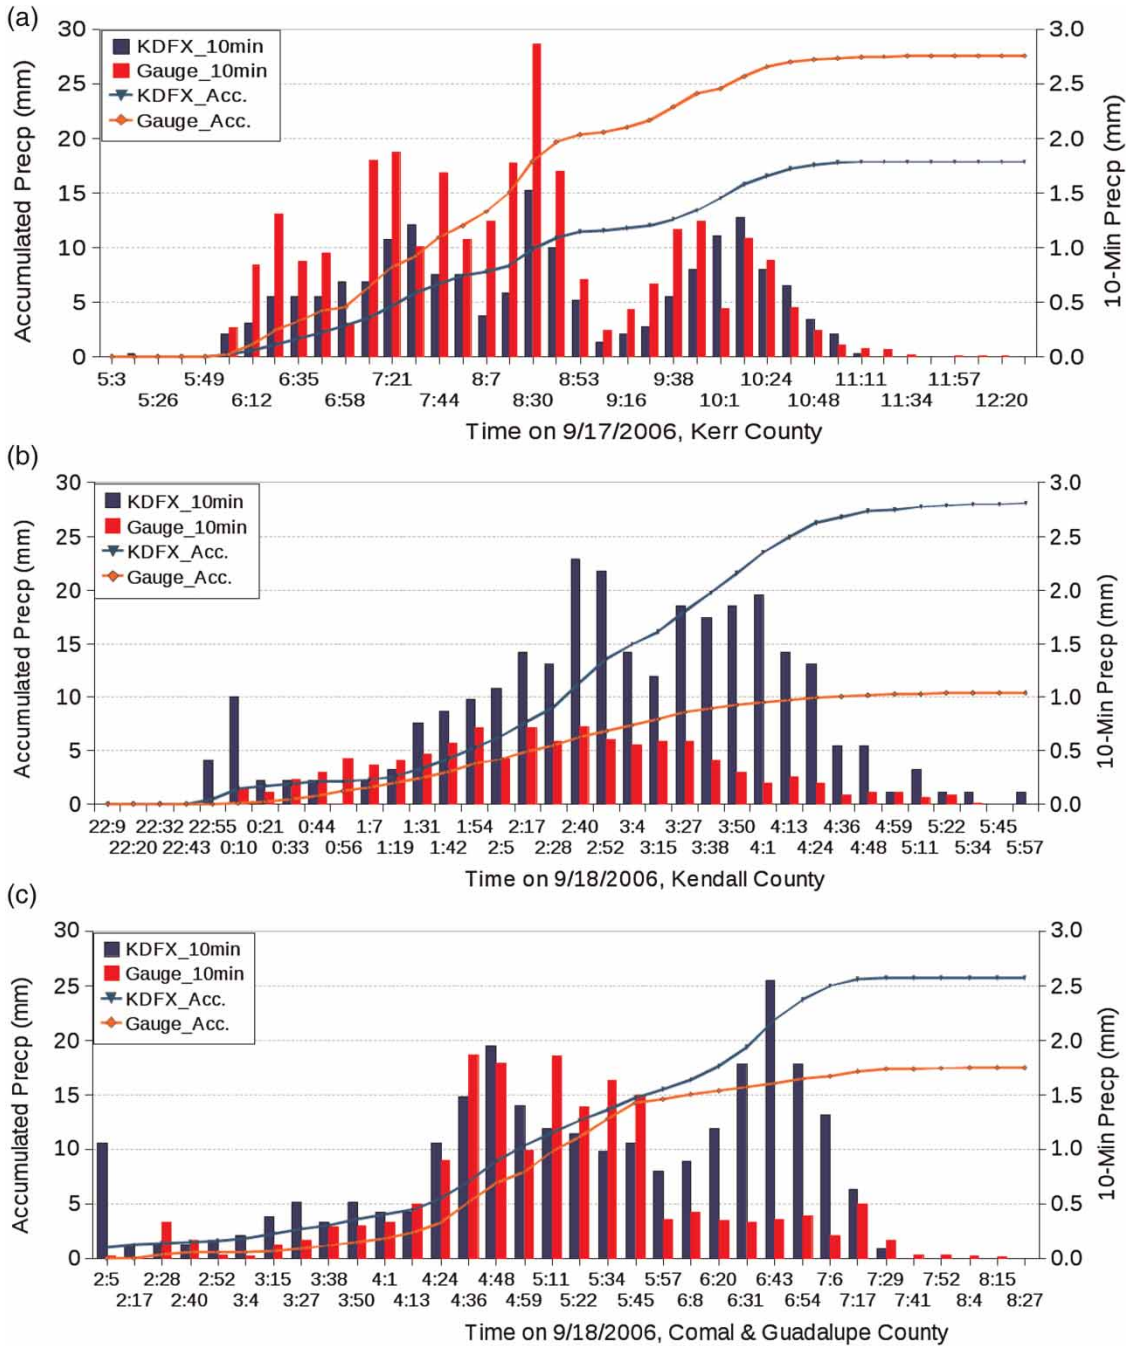 (a)
30 3.0
KDFX_10min
Gauge_10min
KDFX_Acc.
Gauge_Acc.
25 2.5
20 2.0
15 1.5
10 1.0
5 0.5
0 0.0
Accumulated Precp (mm)
10-Min Precp (mm)
5:3 5:49 6:35 7:21 8:7 8:53 9:38 10:24 11:11 11:57
5:26 6:12 6:58 7:44 8:30 9:16 10:1 10:48 11:34 12:20
Time on 9/17/2006, Kerr County
(b)
30 3.0
KDFX_10min
Gauge_10min
KDFX_Acc.
Gauge_Acc.
25 2.5
20 2.0
15 1.5
10 1.0
5 0.5
0 0.0
Accumulated Precp (mm)
10-Min Precp (mm)
22:9 22:32 22:55 0:21 0:44 1:7 1:31 1:54 2:17 2:40 3:4 3:27 3:50 4:13 4:36 4:59 5:22 5:45
22:20 22:43 0:10 0:33 0:56 1:19 1:42 2:5 2:28 2:52 3:15 3:38 4:1 4:24 4:48 5:11 5:34 5:57
Time on 9/18/2006, Kendall County
(c)
30 3.0
KDFX_10min
Gauge_10min
KDFX_Acc.
Gauge_Acc.
25 2.5
20 2.0
15 1.5
10 1.0
5 0.5
0 0.0
Accumulated Precp (mm)
10-Min Precp (mm)
2:5 2:28 2:52 3:15 3:38 4:1 4:24 4:48 5:11 5:34 5:57 6:20 6:43 7:6 7:29 7:52 8:15
2:17 2:40 3:4 3:27 3:50 4:13 4:36 4:59 5:22 5:45 6:8 6:31 6:54 7:17 7:41 8:4 8:27
Time on 9/18/2006, Comal & Guadalupe County